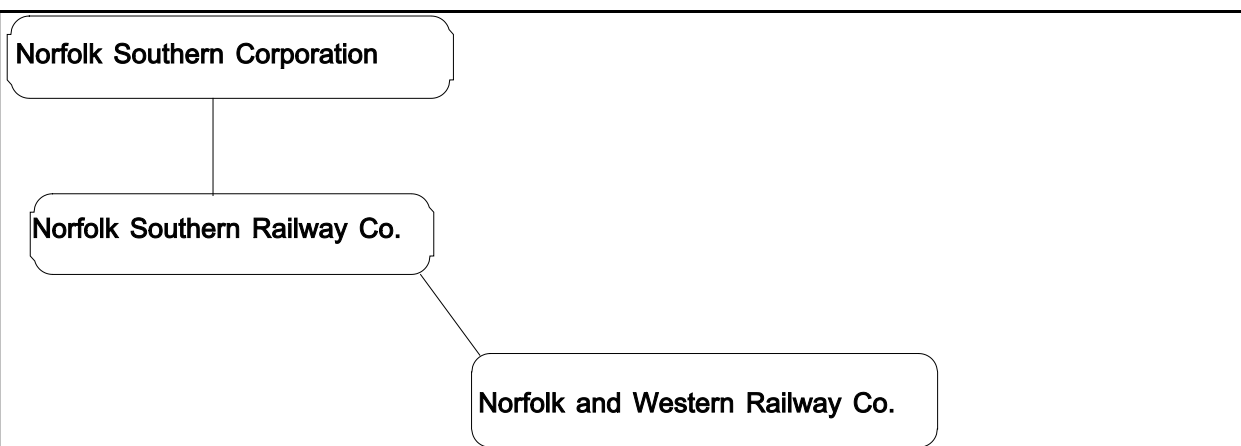 Norfolk Southern Corporation
Norfolk Southern Railway Co.
Norfolk and Western Railway Co.